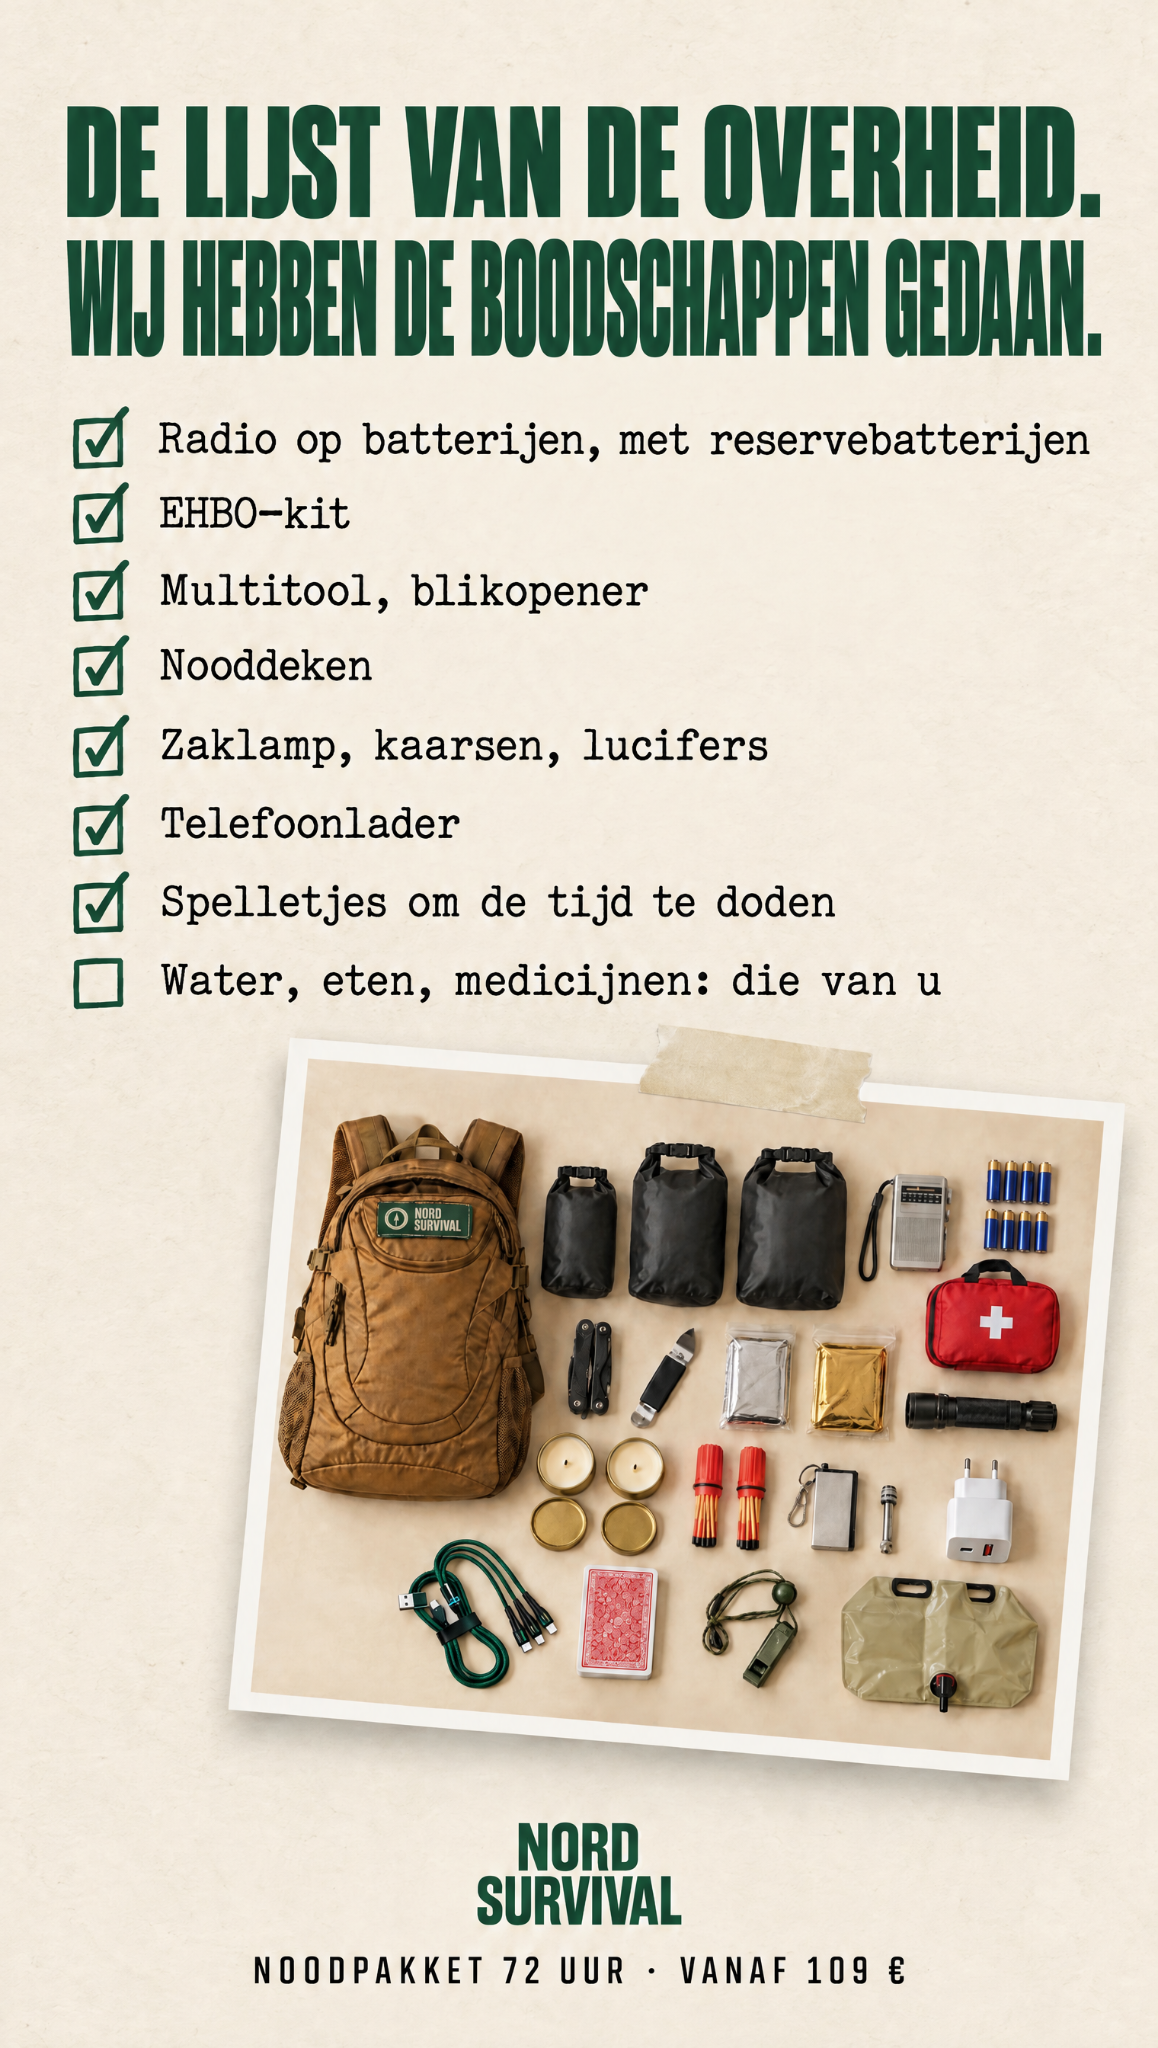 DE LIJST VAN DE OVERHEID.
WIJ HEBBEN DE BOODSCHAPPEN GEDAAN.
Radio op batterijen, met reservebatterijen
EHBO-kit
Multitool, blikopener
Nooddeken
Zaklamp, kaarsen, lucifers
Telefoonlader
Spelletjes om de tijd te doden
Water, eten, medicijnen: die van u
NORD
SURVIVAL
NORD
SURVIVAL
NOODPAKKET 72 UUR · VANAF 109 €